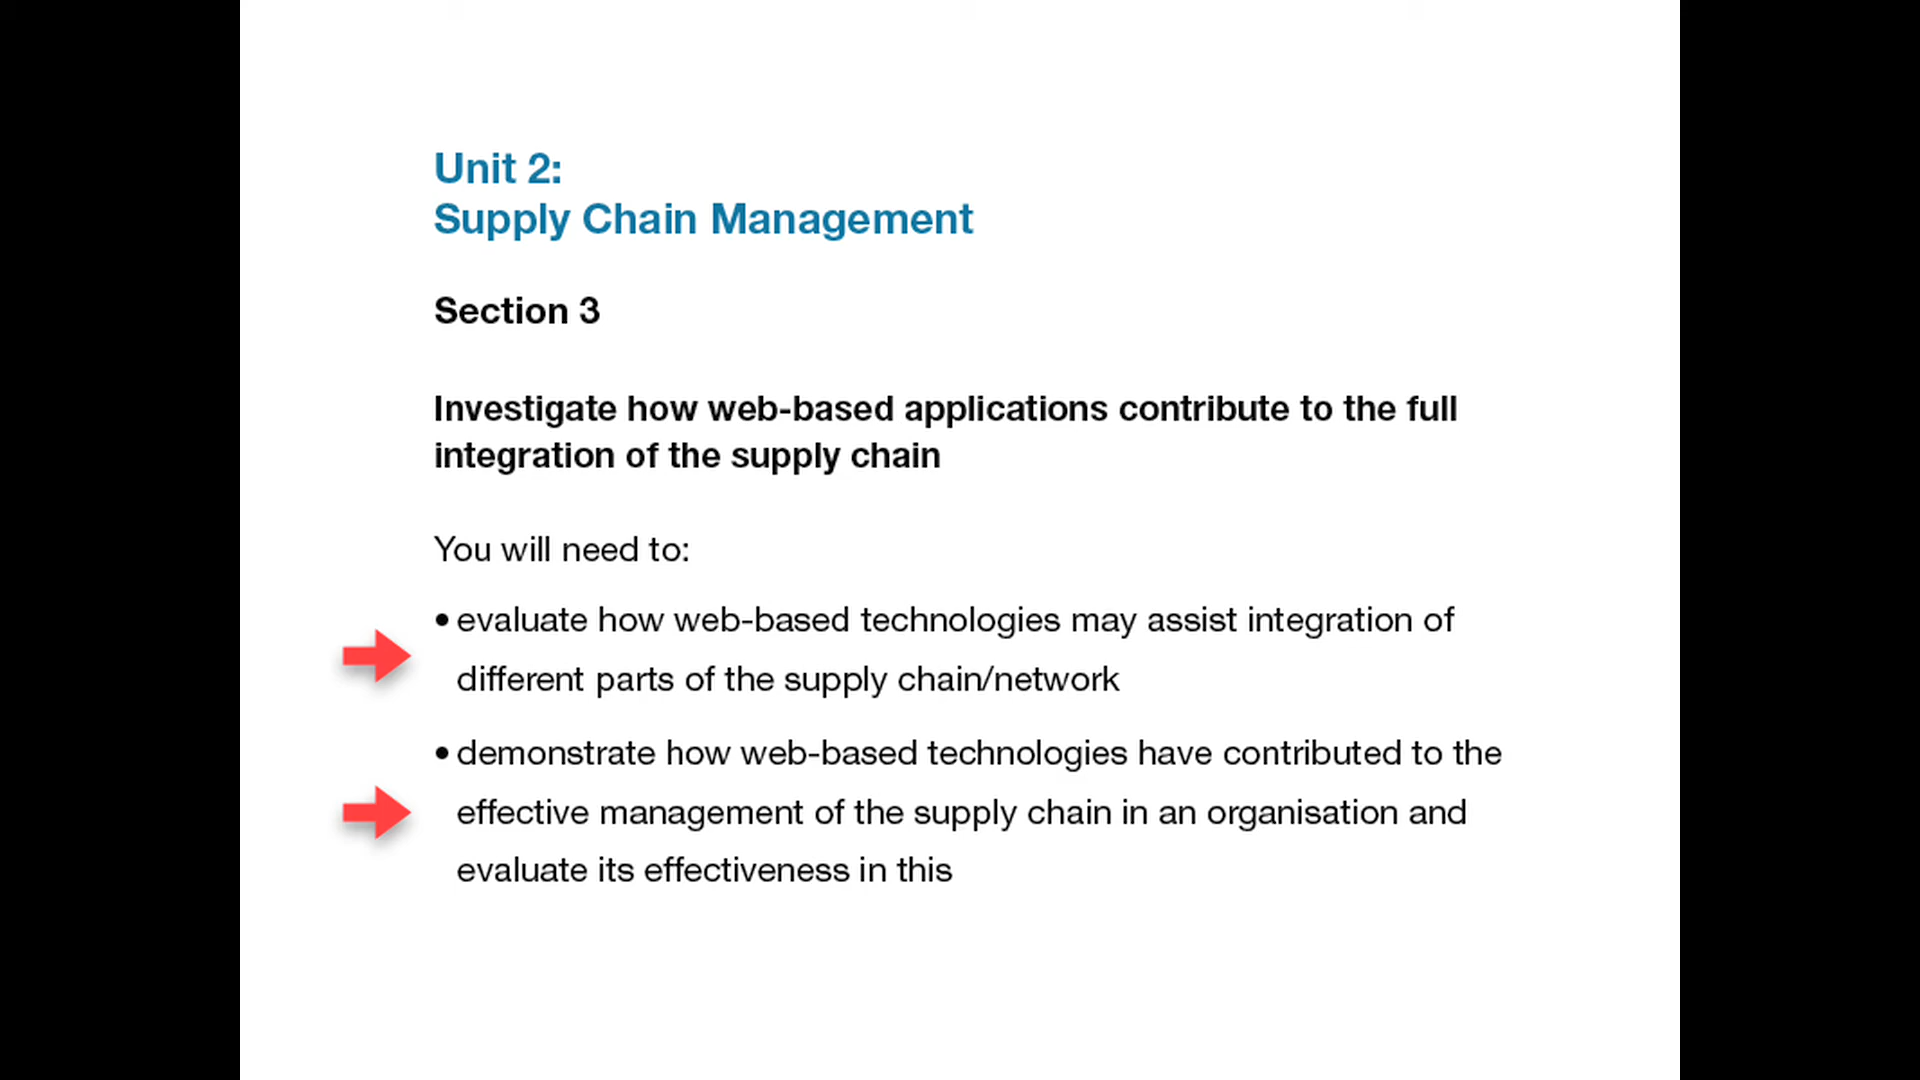 Unit 2:
Supply Chain Management
Section 3
Investigate how web-based applications contribute to the full
integration of the supply chain
You will need to:
• evaluate how web-based technologies may assist integration of
different parts of the supply chain/network
• demonstrate how web-based technologies have contributed to the
effective management of the supply chain in an organisation and
evaluate its effectiveness in this